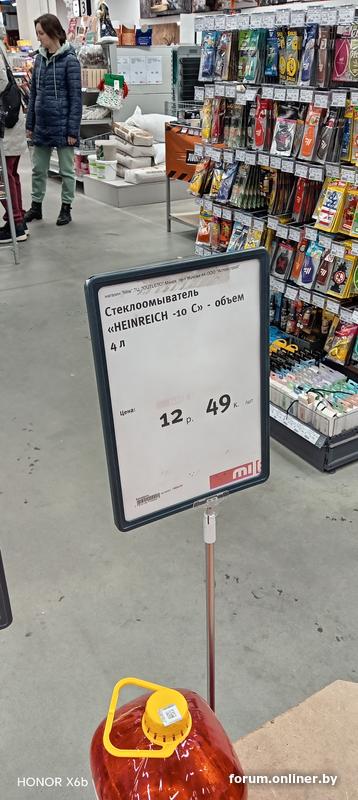 Стеклоомыватель
«HEINREICH -10 C» - объем
4 л
Цена: 12 р. 49 к.
mile
HONOR X6b
forum.onliner.by